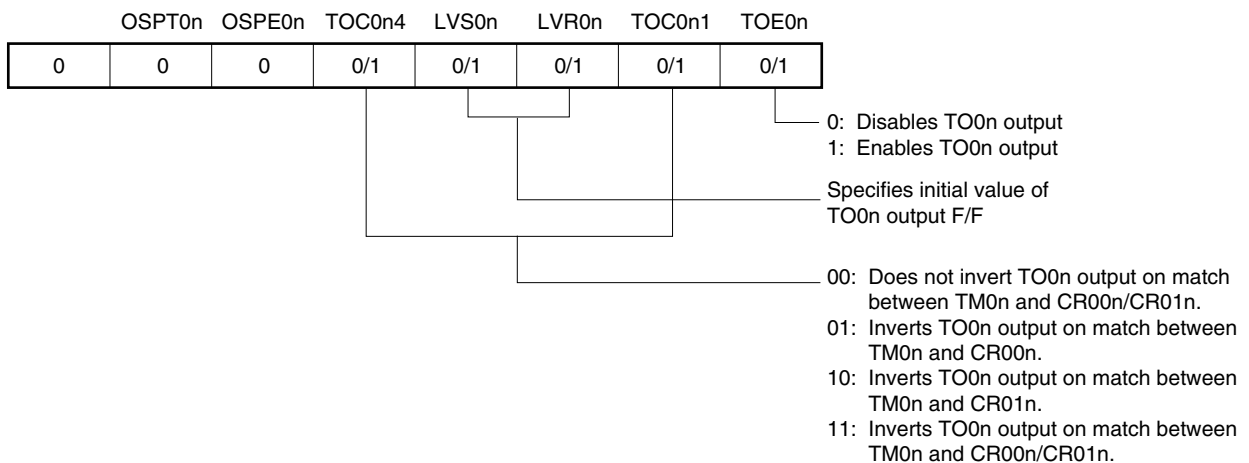 OSPT0n OSPE0n TOC0n4 LVS0n LVR0n TOC0n1 TOE0n
0 0 0 0/1 0/1 0/1 0/1 0/1
0: Disables TO0n output
1: Enables TO0n output
Specifies initial value of
TO0n output F/F
00: Does not invert TO0n output on match
between TM0n and CR00n/CR01n.
01: Inverts TO0n output on match between
TM0n and CR00n.
10: Inverts TO0n output on match between
TM0n and CR01n.
11: Inverts TO0n output on match between
TM0n and CR00n/CR01n.